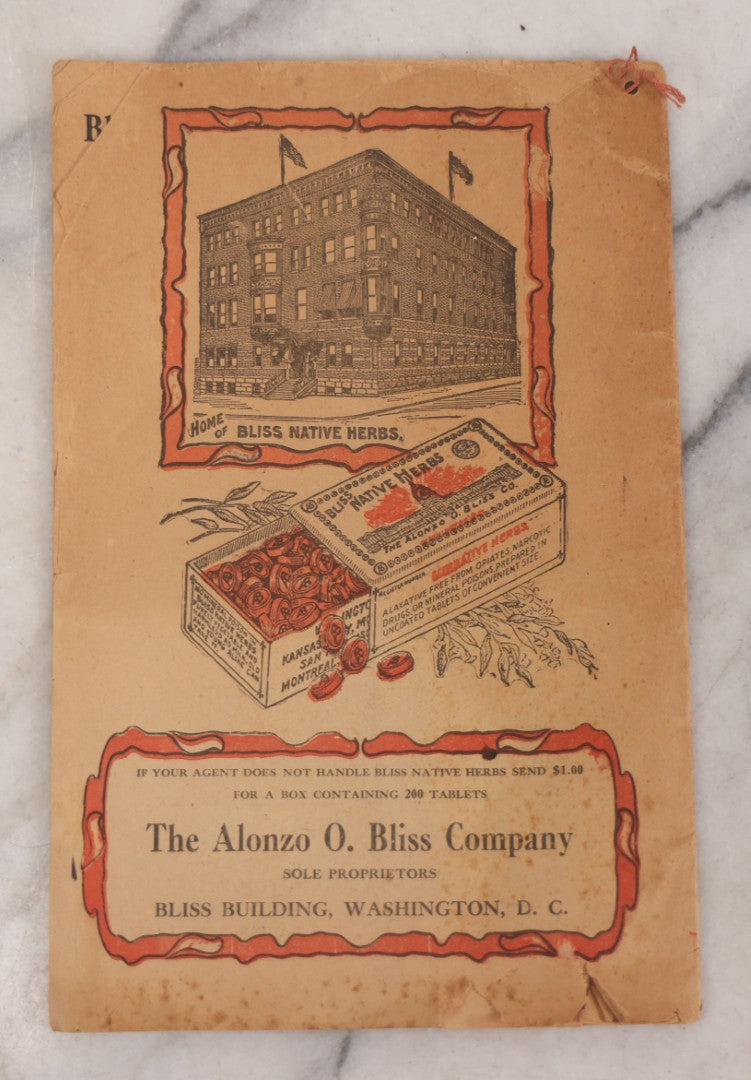 B
HOME
OF BLISS NATIVE HERBS.
BLISS
NATIVE HERBS
THE ALONZO O. BLISS CO.
A LAXATIVE FREE FROM OPIATES, NARCOTIC
DRUGS, OR MINERAL POISONS, PREPARED IN
UNCOATED TABLETS OF CONVENIENT SIZE.
KANSAS
SAN
MONTREAL
IF YOUR AGENT DOES NOT HANDLE BLISS NATIVE HERBS SEND $1.00
FOR A BOX CONTAINING 200 TABLETS
The Alonzo O. Bliss Company
SOLE PROPRIETORS
BLISS BUILDING, WASHINGTON, D. C.